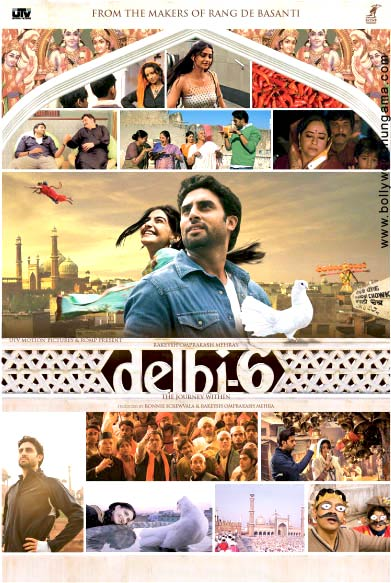 UTV
FROM THE MAKERS OF RANG DE BASANTI
www.bollywoodhungama.com
CHOWK
UTV MOTION PICTURES & ROMP PRESENT
RAKEYSH OMPRAKASH MEHRA'S
delhi-6
THE JOURNEY WITHIN
PRODUCED BY RONNIE SCREWVALA & RAKEYSH OMPRAKASH MEHRA